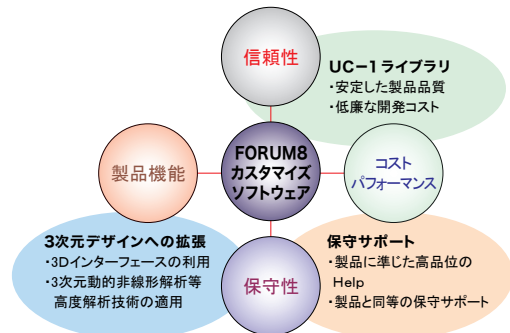 信頼性
UC-1ライブラリ
・安定した製品品質
・低廉な開発コスト
製品機能
FORUM8
カスタマイズ
ソフトウェア
コスト
パフォーマンス
3次元デザインへの拡張
・3Dインターフェースの利用
・3次元動的非線形解析等
高度解析技術の適用
保守性
保守サポート
・製品に準じた高品位の
Help
・製品と同等の保守サポート